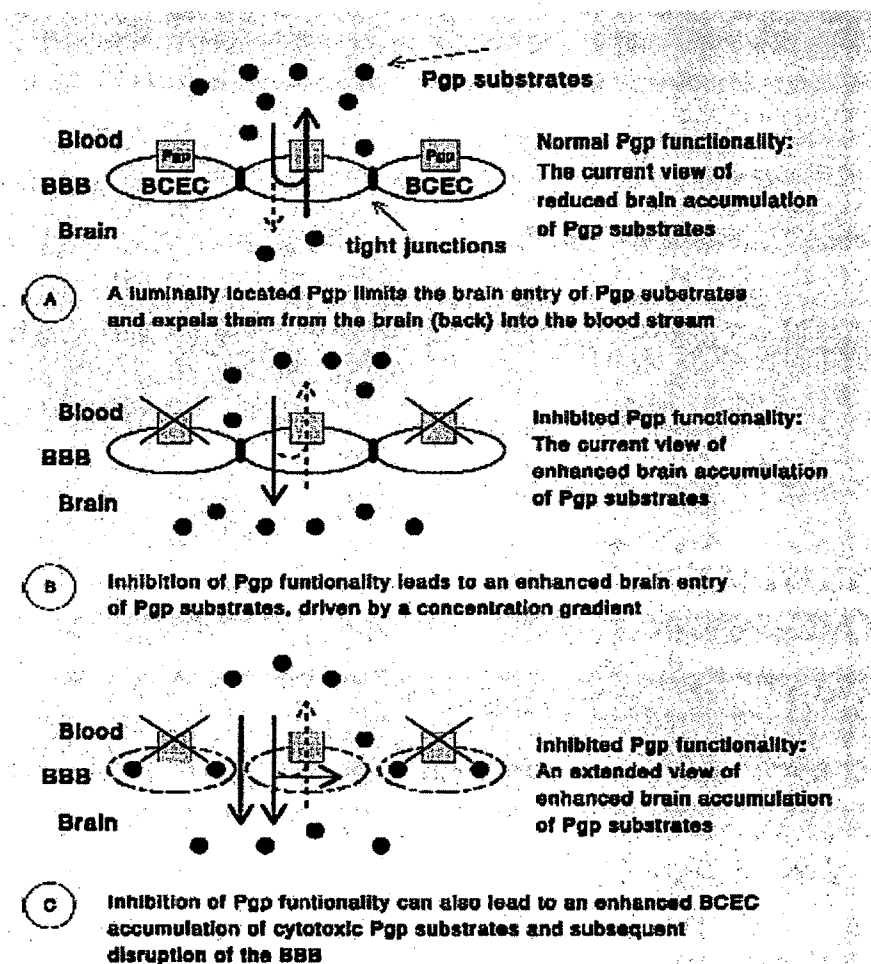 Pgp substrates
Blood
Pgp
Pgp
BBB
BCEC
BCEC
Brain
tight junctions
Normal Pgp functionality:
The current view of
reduced brain accumulation
of Pgp substrates
A
A luminally located Pgp limits the brain entry of Pgp substrates
and expels them from the brain (back) into the blood stream
Blood
BBB
Brain
Inhibited Pgp functionality:
The current view of
enhanced brain accumulation
of Pgp substrates
B
Inhibition of Pgp funtionality leads to an enhanced brain entry
of Pgp substrates, driven by a concentration gradient
Blood
BBB
Brain
Inhibited Pgp functionality:
An extended view of
enhanced brain accumulation
of Pgp substrates
C
Inhibition of Pgp funtionality can also lead to an enhanced BCEC
accumulation of cytotoxic Pgp substrates and subsequent
disruption of the BBB